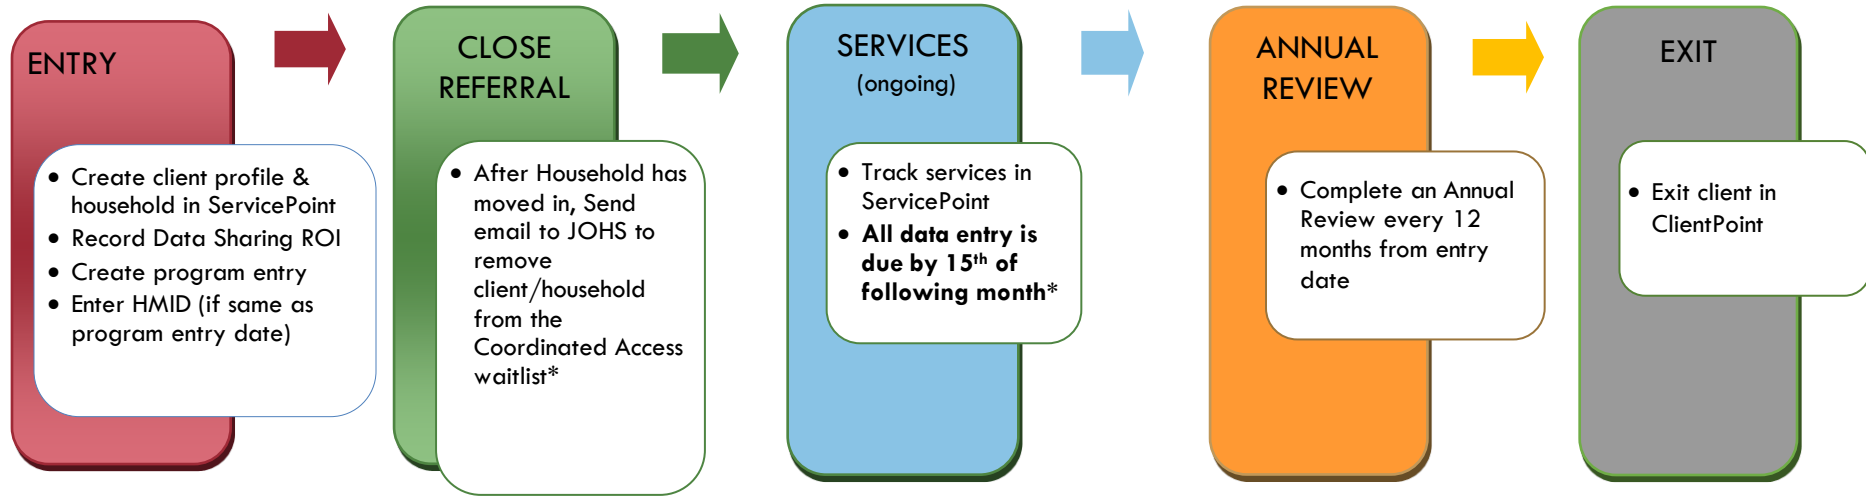 ENTRY
• Create client profile &
household in ServicePoint
• Record Data Sharing ROI
• Create program entry
• Enter HMID (if same as
program entry date)
CLOSE
REFERRAL
• After Household has
moved in, Send
email to JOHS to
remove
client/household
from the
Coordinated Access
waitlist*
SERVICES
(ongoing)
• Track services in
ServicePoint
• All data entry is
due by 15th of
following month*
ANNUAL
REVIEW
• Complete an Annual
Review every 12
months from entry
date
EXIT
• Exit client in
ClientPoint